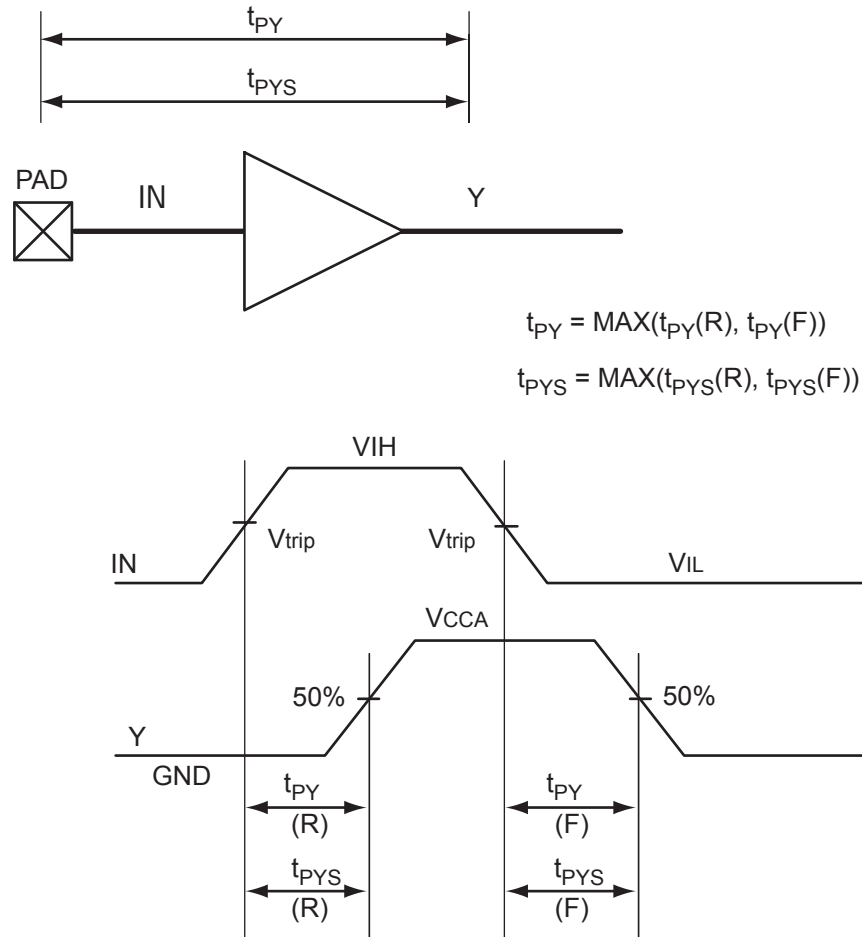 tPY
tPYS
PAD
IN
Y
tPY = MAX(tPY(R), tPY(F))
tPYS = MAX(tPYS(R), tPYS(F))
VIH
Vtrip
Vtrip
IN
VIL
VCCA
50%
50%
Y
GND
tPY
(R)
tPY
(F)
tPYS
(R)
tPYS
(F)